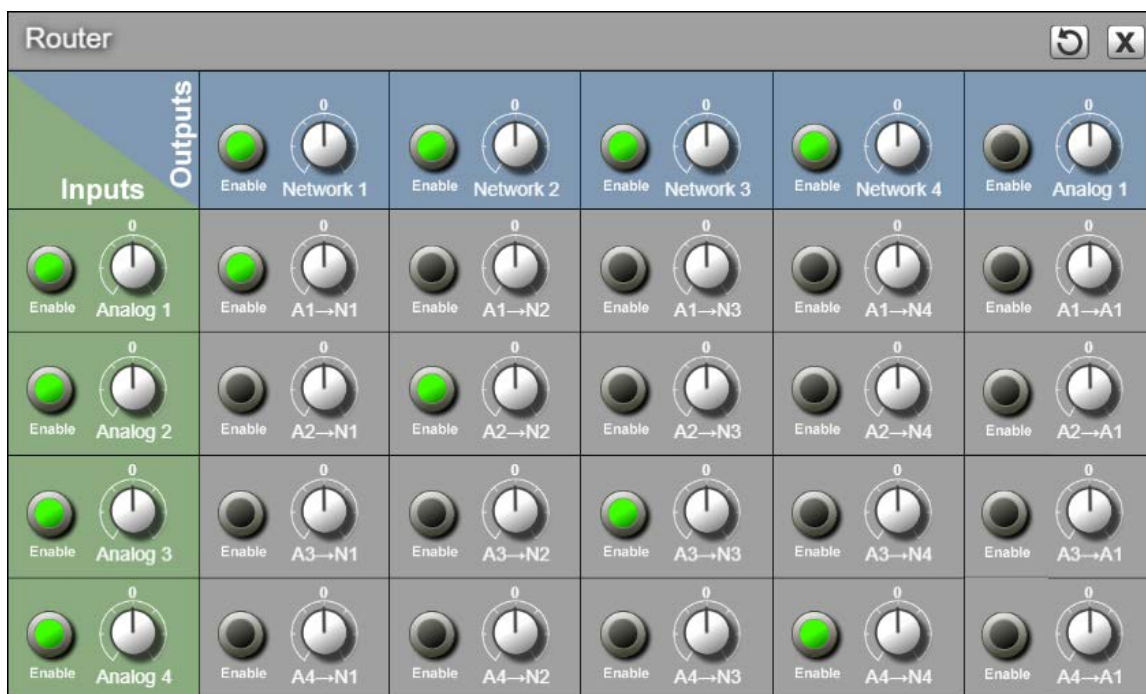 Router X
Outputs
Inputs
0 0 0 0 0
Enable Network 1 Enable Network 2 Enable Network 3 Enable Network 4 Enable Analog 1
0 0 0 0 0 0
Enable Analog 1 Enable A1→N1 Enable A1→N2 Enable A1→N3 Enable A1→N4 Enable A1→A1
0 0 0 0 0 0
Enable Analog 2 Enable A2→N1 Enable A2→N2 Enable A2→N3 Enable A2→N4 Enable A2→A1
0 0 0 0 0 0
Enable Analog 3 Enable A3→N1 Enable A3→N2 Enable A3→N3 Enable A3→N4 Enable A3→A1
0 0 0 0 0 0
Enable Analog 4 Enable A4→N1 Enable A4→N2 Enable A4→N3 Enable A4→N4 Enable A4→A1